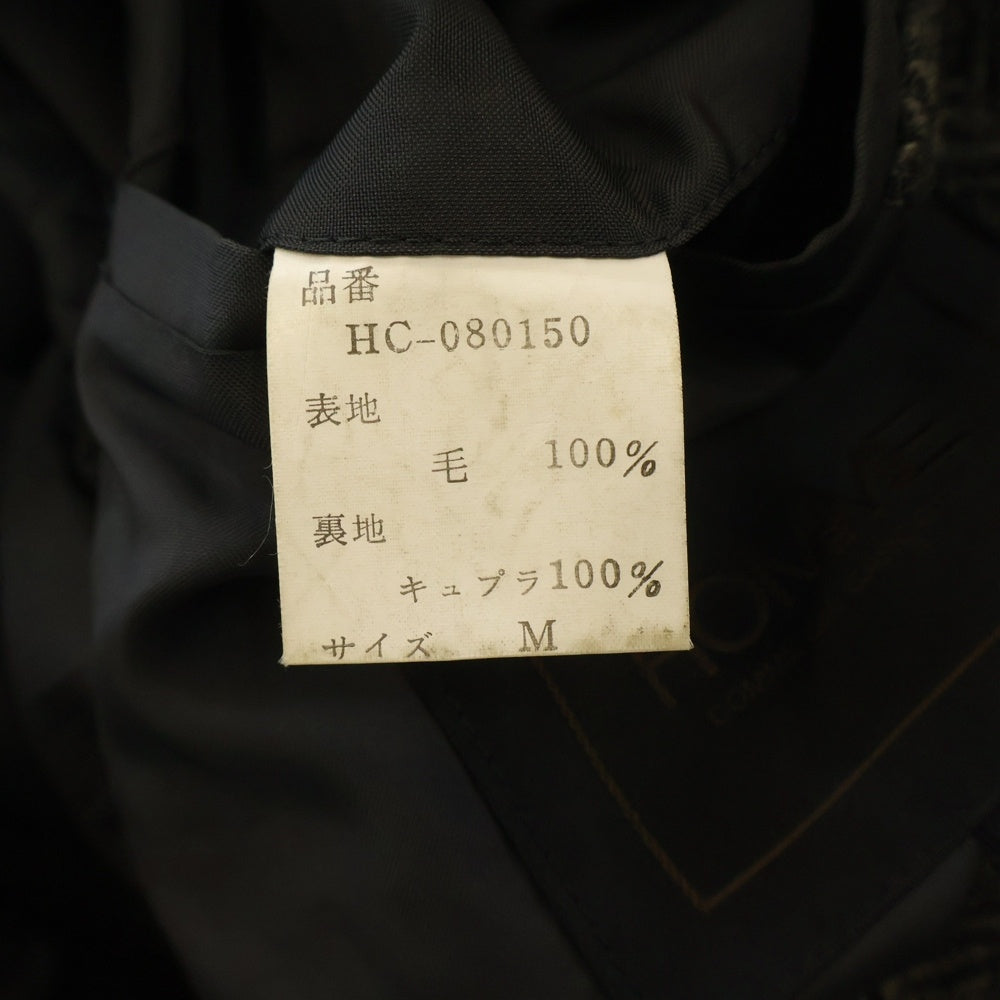 品番
HC-080150
表地
毛 100%
裏地
キュプラ100%
サイズ M